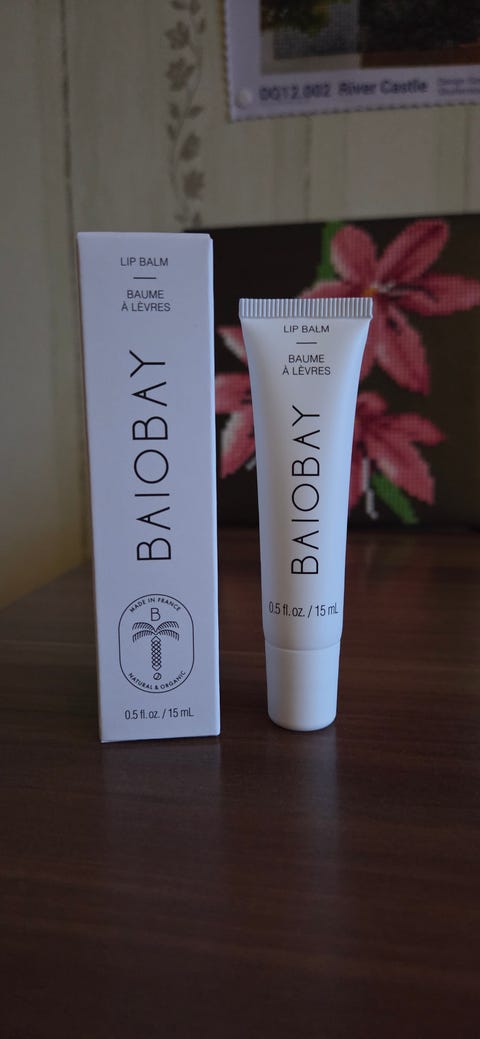 0012.002 River Castle
LIP BALM
BAUME
À LÈVRES
BAIOBAY
MADE IN FRANCE
B
NATURAL & ORGANIC
0.5 fl. oz. / 15 mL
LIP BALM
BAUME
À LÈVRES
BAIOBAY
0.5 fl. oz. / 15 mL